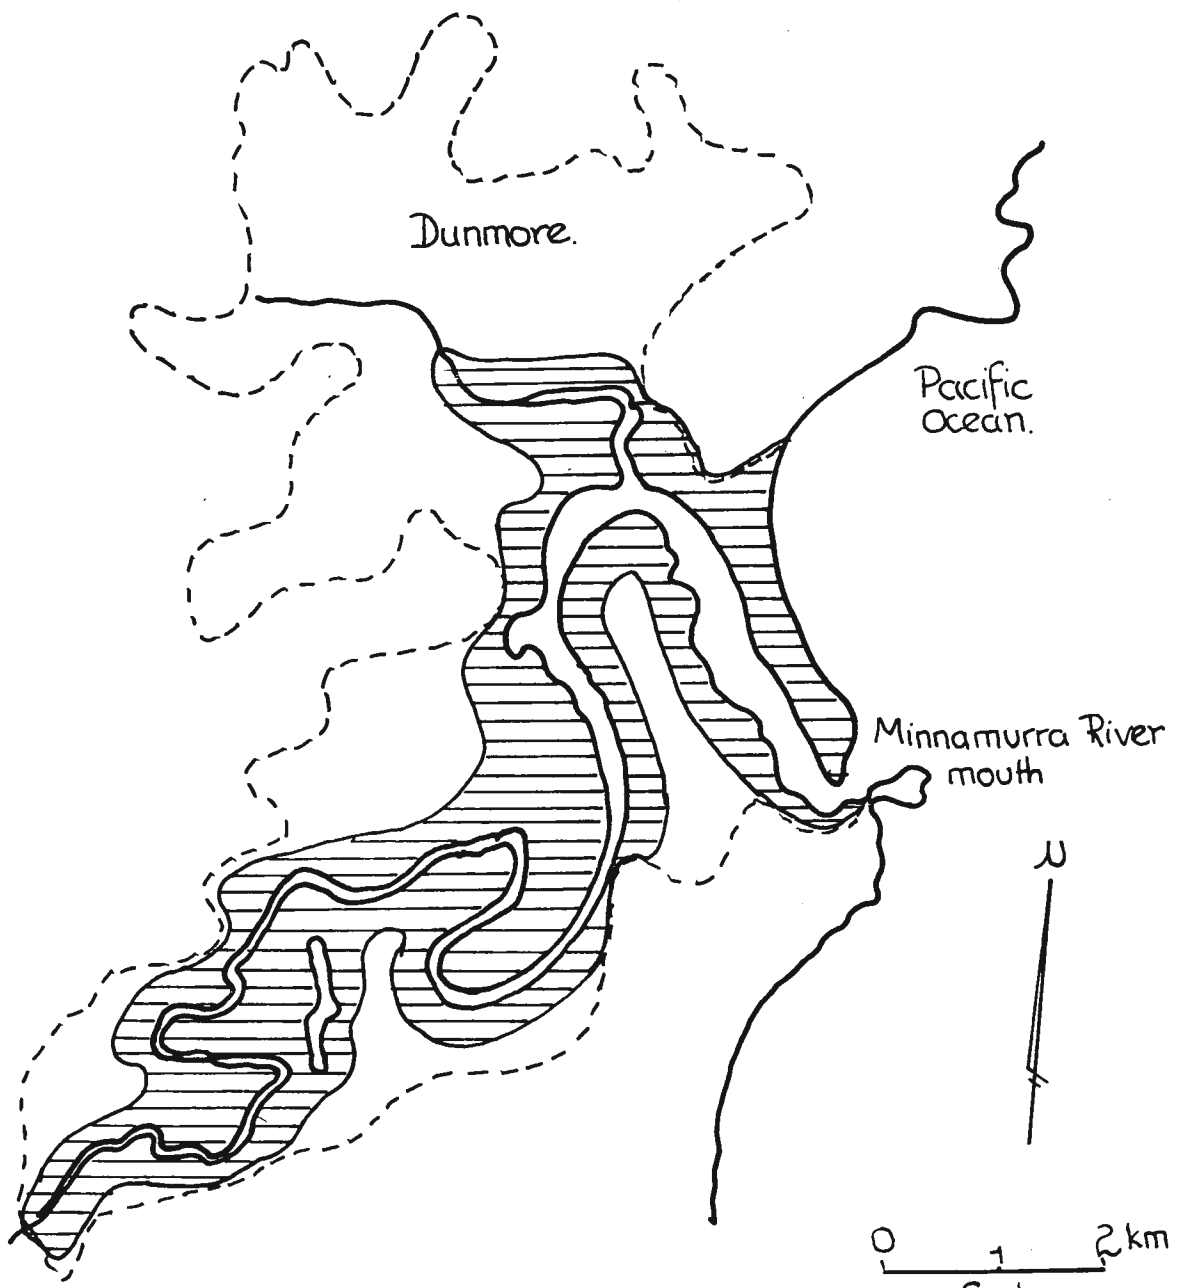 Dunmore.
Pacific
Ocean.
Minnamurra River
mouth
N
0 1 2 km